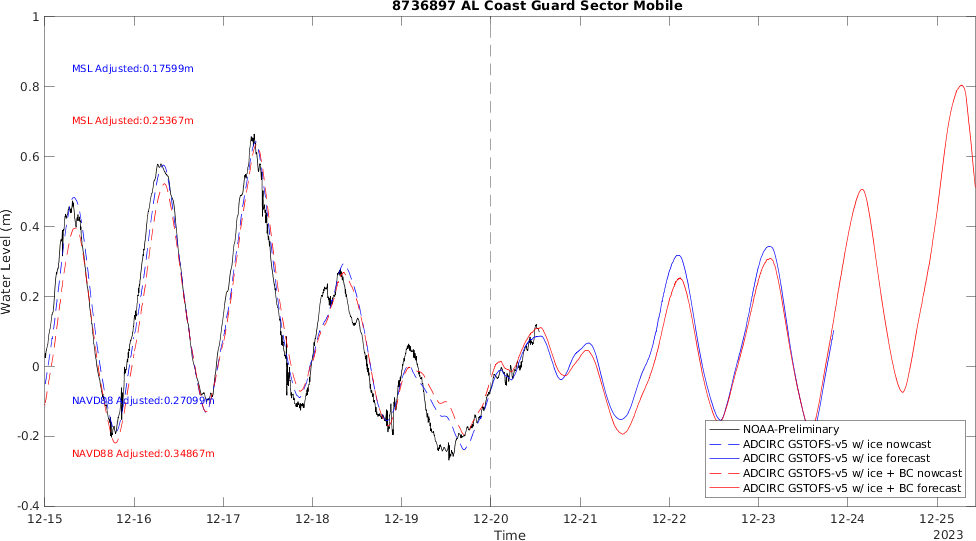 8736897 AL Coast Guard Sector Mobile
1
0.8
0.6
0.4
0.2
0
-0.2
-0.4
Water Level (m)
MSL Adjusted:0.17599m
MSL Adjusted:0.25367m
NAVD88 Adjusted:0.27099m
NAVD88 Adjusted:0.34867m
NOAA-Preliminary
ADCIRC GSTOFS-v5 w/ ice nowcast
ADCIRC GSTOFS-v5 w/ ice forecast
ADCIRC GSTOFS-v5 w/ ice + BC nowcast
ADCIRC GSTOFS-v5 w/ ice + BC forecast
12-15 12-16 12-17 12-18 12-19 12-20 12-21 12-22 12-23 12-24 12-25
Time
2023